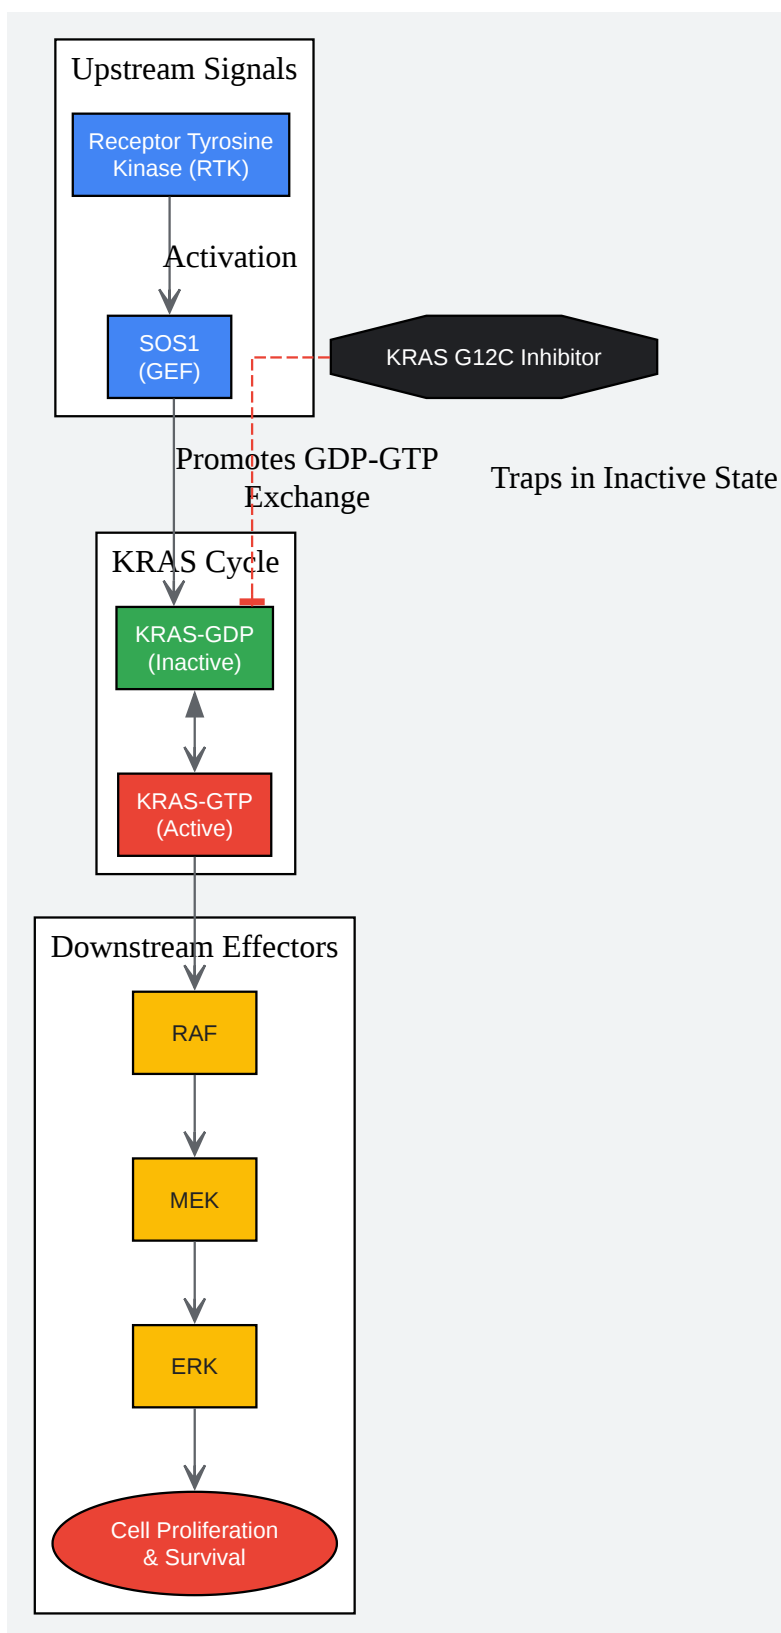 Upstream Signals
Receptor Tyrosine
Kinase (RTK)
Activation
SOS1
(GEF)
KRAS G12C Inhibitor
Promotes GDP-GTP
Exchange
Traps in Inactive State
KRAS Cycle
KRAS-GDP
(Inactive)
KRAS-GTP
(Active)
Downstream Effectors
RAF
MEK
ERK
Cell Proliferation
& Survival